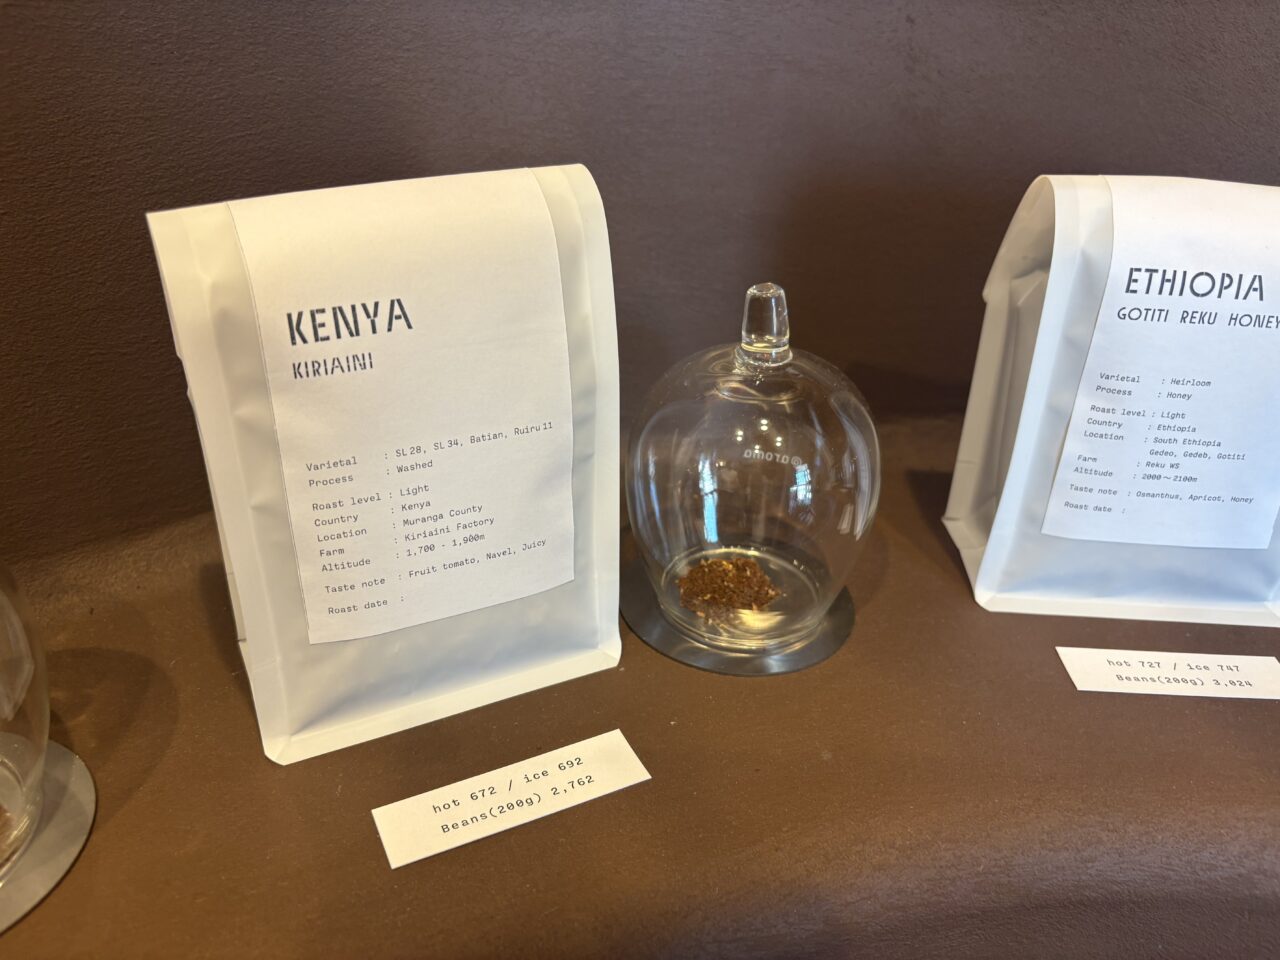 KENYA
KIRIAINI
Varietal : SL28, SL34, Batian, Ruiru 11
Process : Washed
Roast level : Light
Country : Kenya
Location : Muranga County
Farm : Kiriaini Factory
Altitude : 1,700 - 1,900m
Taste note : Fruit tomato, Navel, Juicy
Roast date :
hot 672 / ice 692
Beans(200g) 2,762
@aroma
ETHIOPIA
GOTITI REKU HONEY
Varietal : Heirloom
Process : Honey
Roast level : Light
Country : Ethiopia
Location : South Ethiopia
Gedeo, Gedeb, Gotiti
Farm : Reku WS
Altitude : 2000～2100m
Taste note : Osmanthus, Apricot, Honey
Roast date :
hot 727 / ice 747
Beans(200g) 3,024